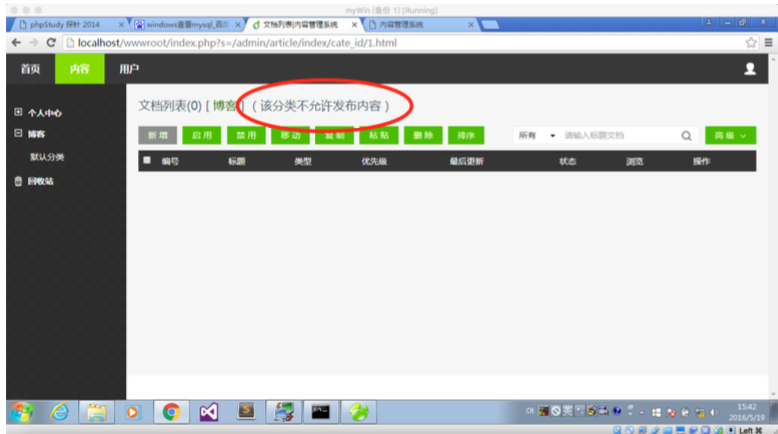 myWin (备份 1) [Running]
phpStudy 探针 2014
windows查看mysql_百度
文档列表|内容管理系统
内容管理系统
localhost/wwwroot/index.php?s=/admin/article/index/cate_id/1.html
首页 内容 用户
个人中心
博客
默认分类
回收站
文档列表(0) [ 博客 ] ( 该分类不允许发布内容 )
新 增 启 用 禁 用 移 动 复 制 粘 贴 删 除 排序 所有 请输入标题文档 高 级
编号 标题 类型 优先级 最后更新 状态 浏览 操作
15:42
2016/5/19
Left ⌘